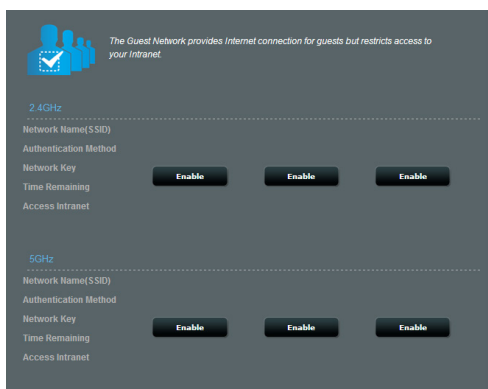 The Guest Network provides Internet connection for guests but restricts access to
your Intranet.
2.4GHz
Network Name(SSID)
Authentication Method
Network Key
Time Remaining
Access Intranet
Enable Enable Enable
5GHz
Network Name(SSID)
Authentication Method
Network Key
Time Remaining
Access Intranet
Enable Enable Enable